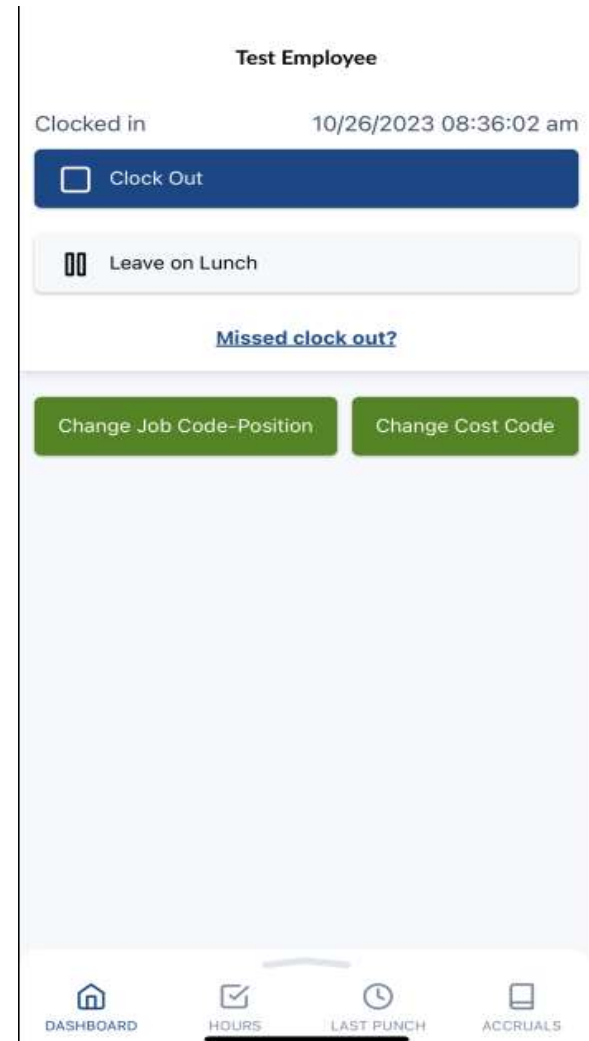 Test Employee
Clocked in 10/26/2023 08:36:02 am
Clock Out
Leave on Lunch
Missed clock out?
Change Job Code-Position Change Cost Code
DASHBOARD HOURS LAST PUNCH ACCRUALS